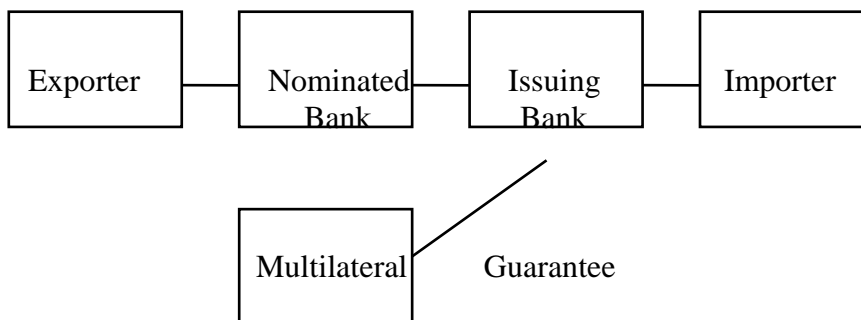 Exporter
Nominated
Bank
Issuing
Bank
Importer
Multilateral
Guarantee